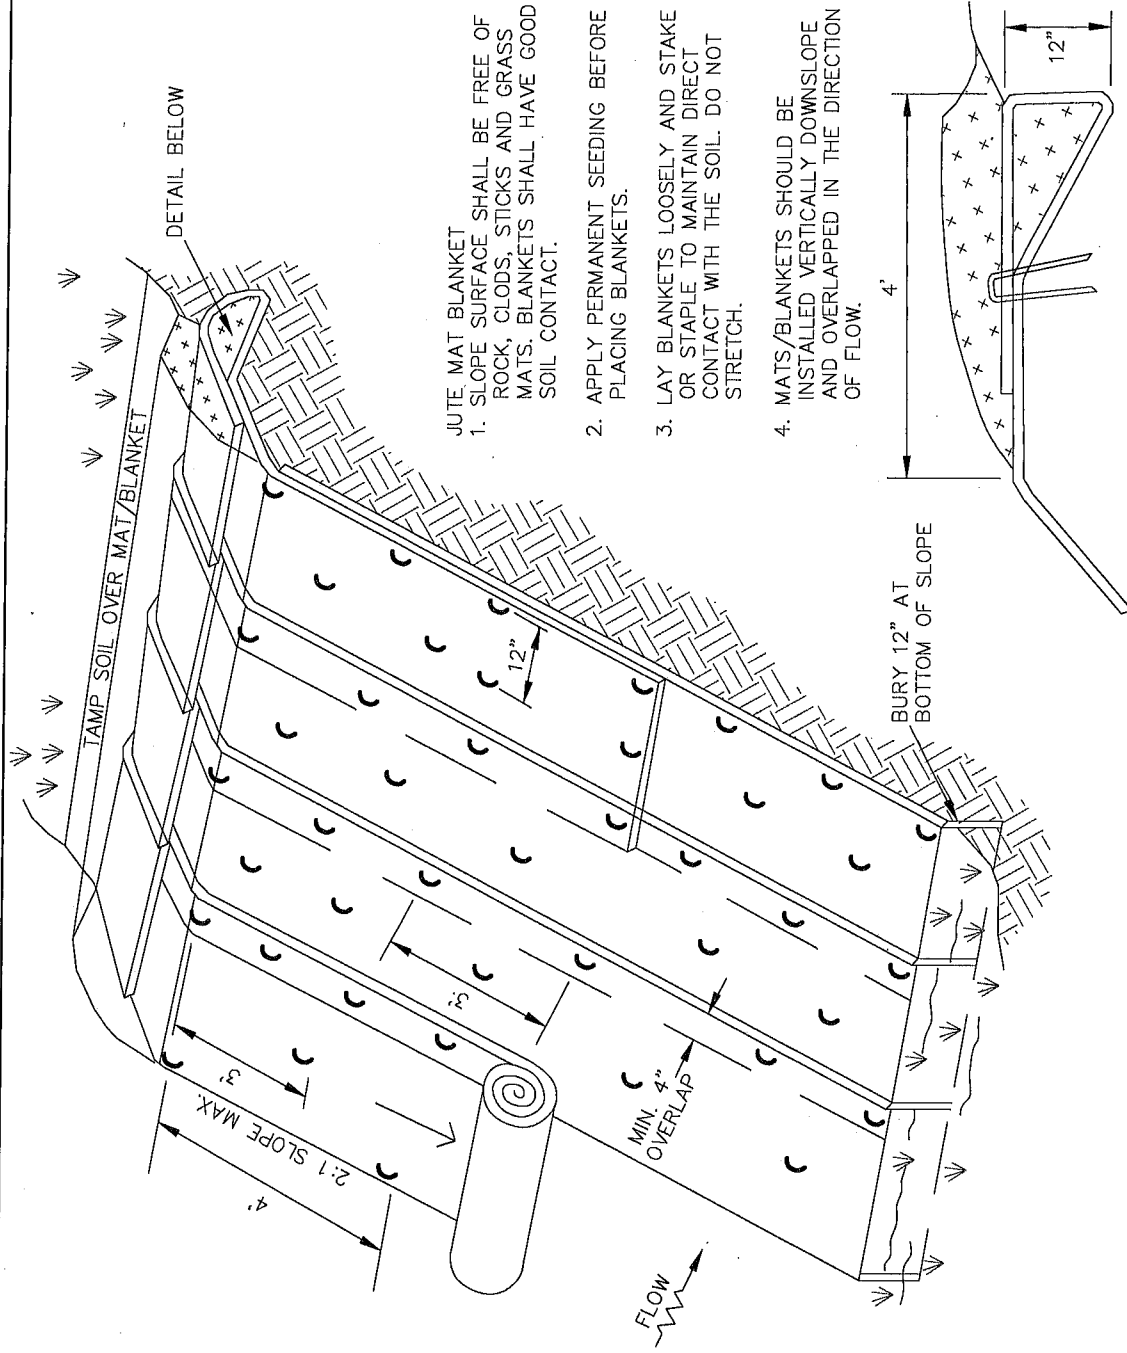 DETAIL BELOW
TAMP SOIL OVER MAT/BLANKET
JUTE MAT BLANKET
1. SLOPE SURFACE SHALL BE FREE OF
ROCK, CLODS, STICKS AND GRASS
MATS. BLANKETS SHALL HAVE GOOD
SOIL CONTACT.
2. APPLY PERMANENT SEEDING BEFORE
PLACING BLANKETS.
3. LAY BLANKETS LOOSELY AND STAKE
OR STAPLE TO MAINTAIN DIRECT
CONTACT WITH THE SOIL. DO NOT
STRETCH.
4. MATS/BLANKETS SHOULD BE
INSTALLED VERTICALLY DOWNSLOPE
AND OVERLAPPED IN THE DIRECTION
OF FLOW.
12"
3'
3'
2:1 SLOPE MAX.
4'
MIN. 4"
OVERLAP
FLOW
BURY 12" AT
BOTTOM OF SLOPE
4'
12"